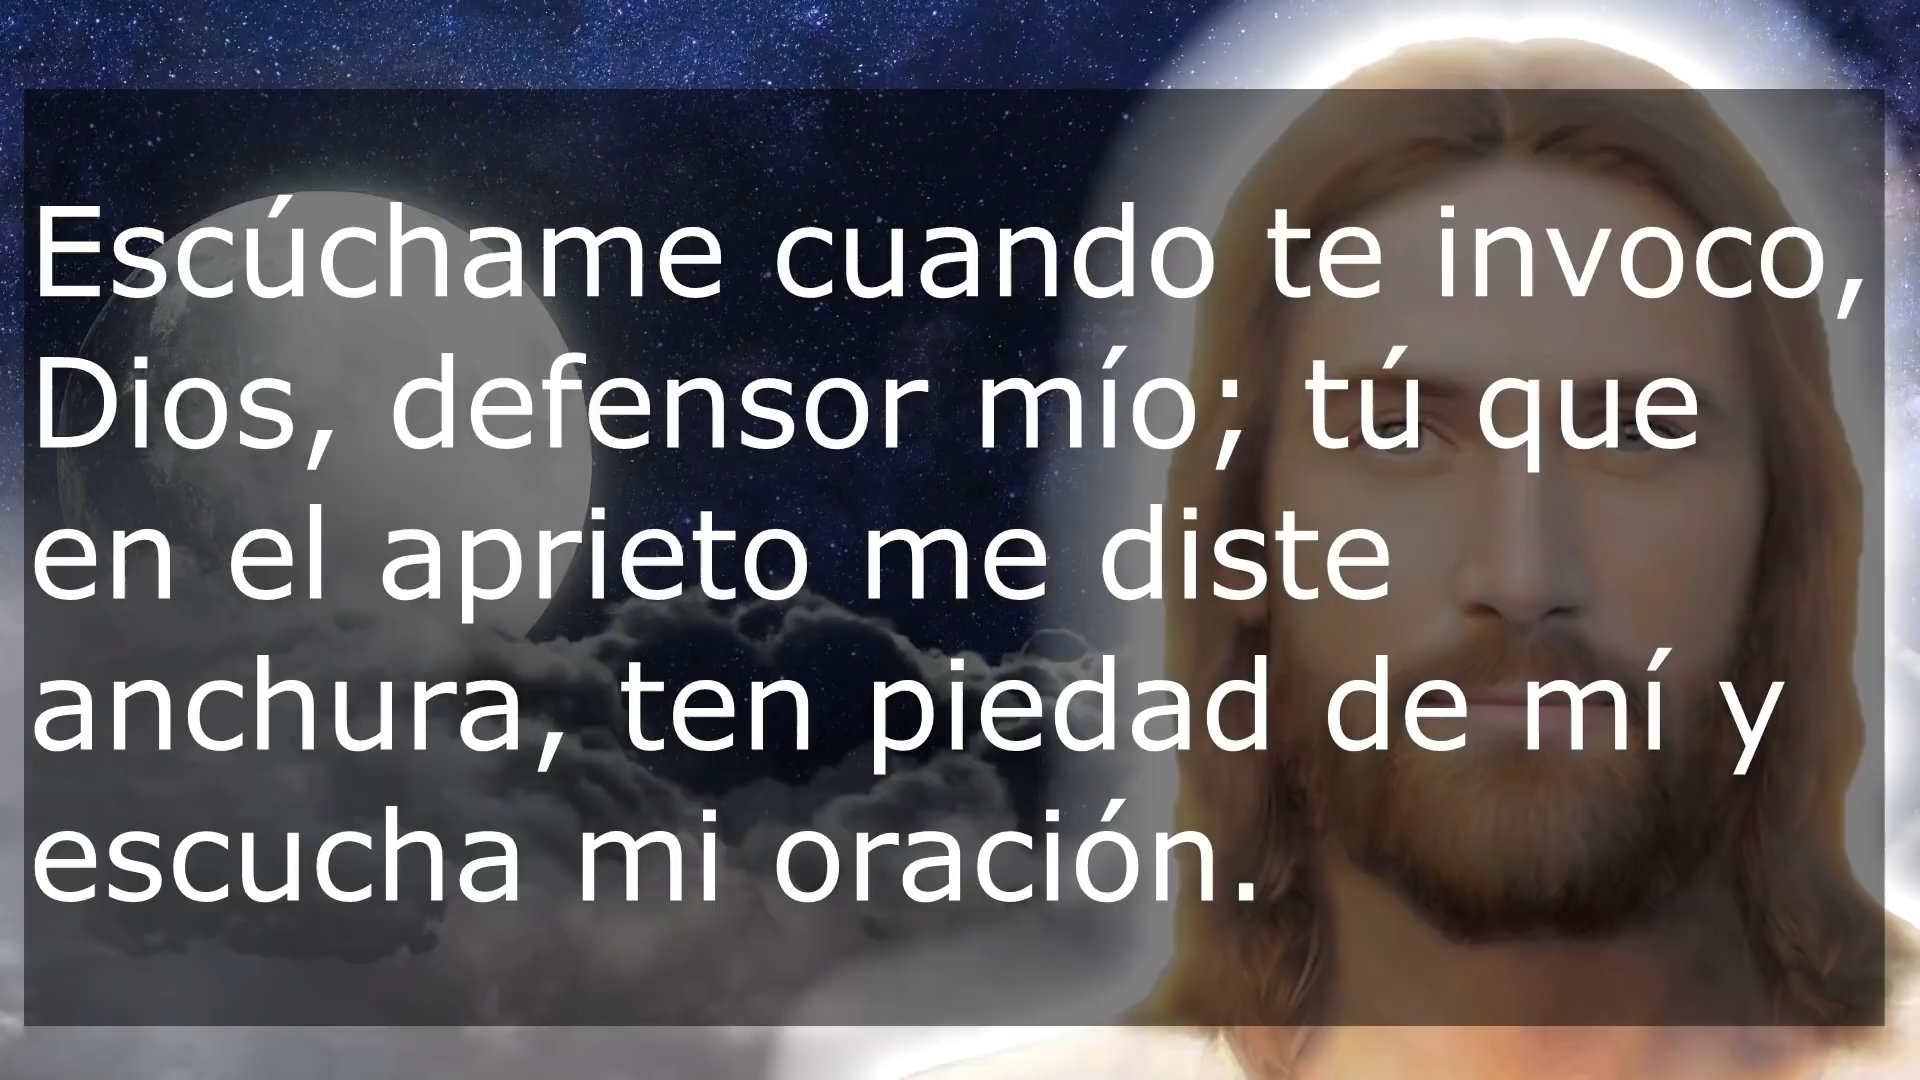 Escúchame cuando te invoco,
Dios, defensor mío; tú que
en el aprieto me diste
anchura, ten piedad de mí y
escucha mi oración.